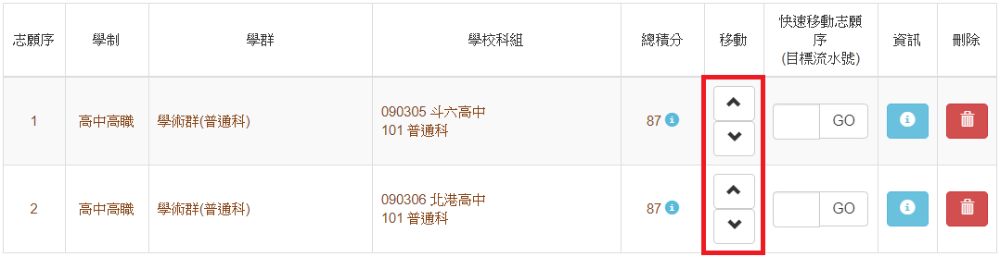 志願序 學制 學群 學校科組 總積分 移動 快速移動志願
序
(目標流水號) 資訊 刪除
1 高中高職 學術群(普通科) 090305 斗六高中
101 普通科 87 GO
2 高中高職 學術群(普通科) 090306 北港高中
101 普通科 87 GO